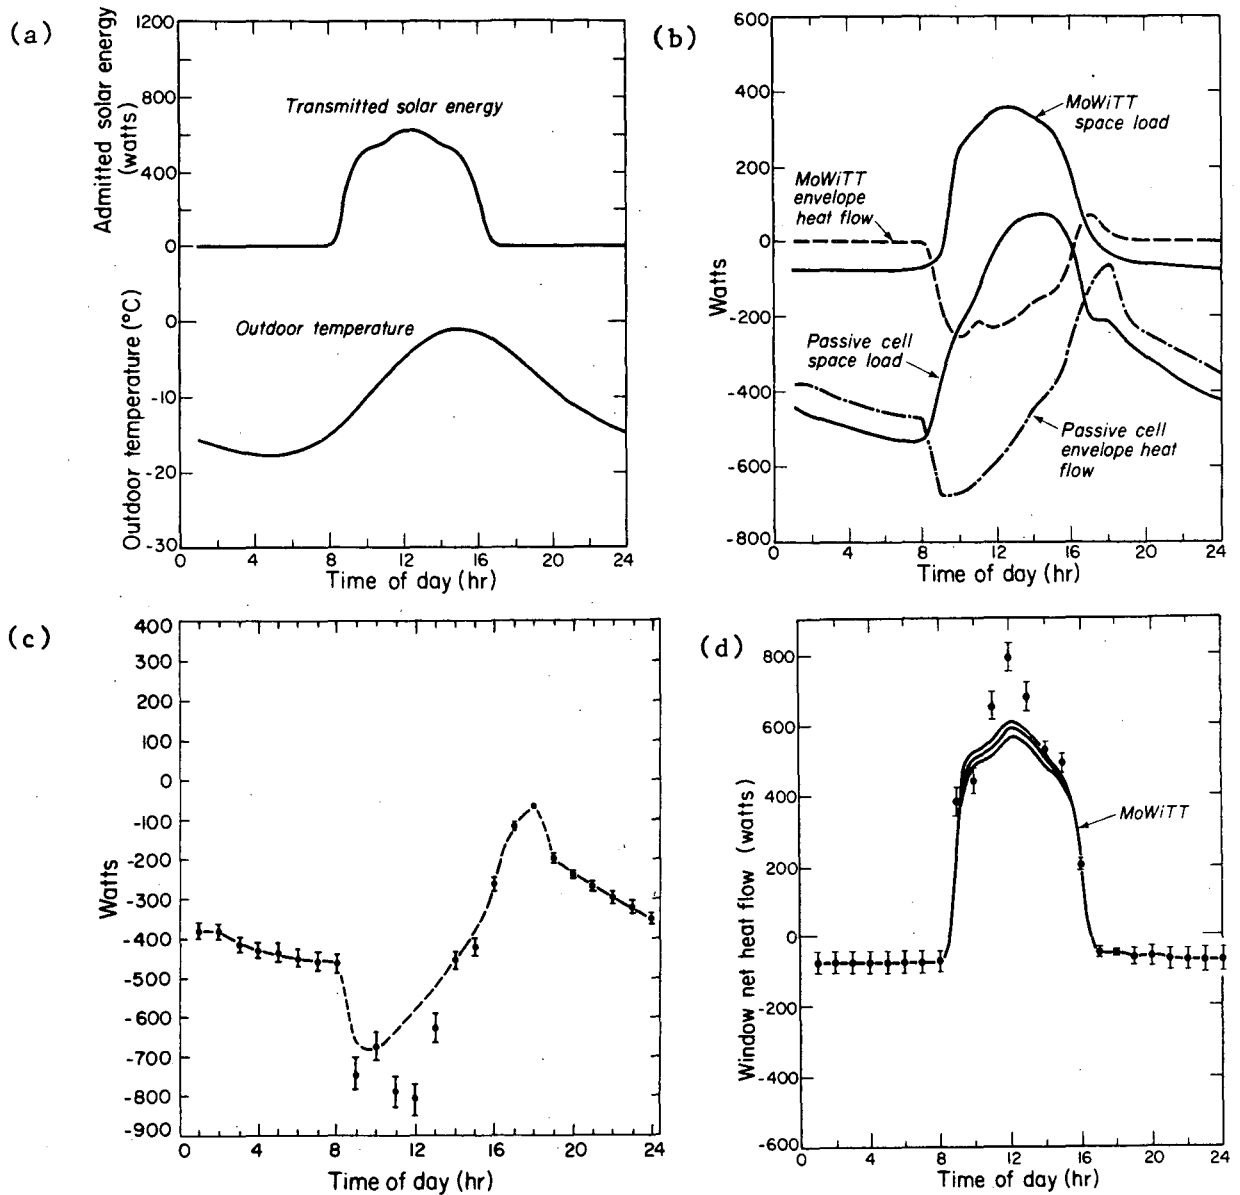 (a)
Admitted solar energy
(watts)
1200
800
400
0
Transmitted solar energy
Outdoor temperature (°C)
0
-10
-20
-30
Outdoor temperature
0
4
8
12
16
20
24
Time of day (hr)
(b)
Watts
600
400
200
0
-200
-400
-600
-800
MoWiTT
space load
MoWiTT
envelope
heat flow
Passive cell
space load
Passive cell
envelope heat
flow
0
4
8
12
16
20
24
Time of day (hr)
(c)
Watts
400
300
200
100
0
-100
-200
-300
-400
-500
-600
-700
-800
-900
0
4
8
12
16
20
24
Time of day (hr)
(d)
Window net heat flow (watts)
800
600
400
200
0
-200
-400
-600
MoWiTT
0
4
8
12
16
20
24
Time of day (hr)